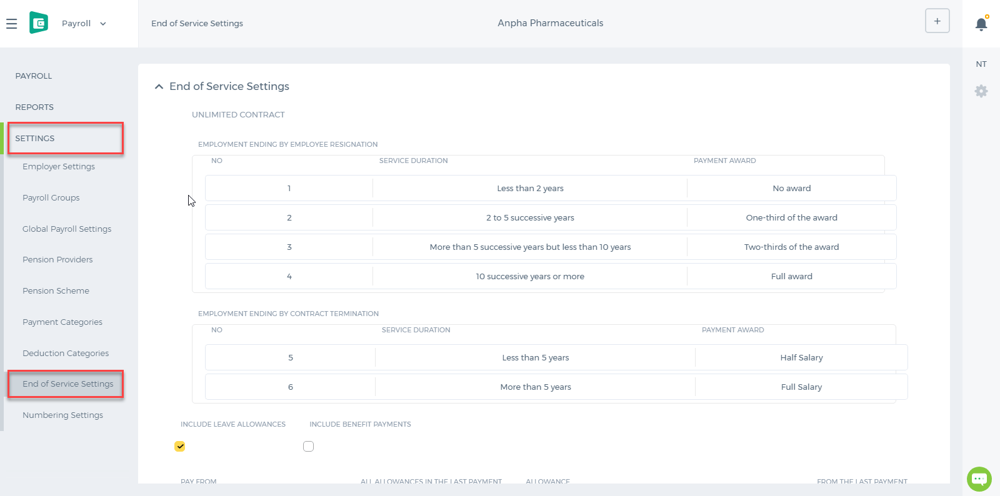 Payroll
End of Service Settings
Anpha Pharmaceuticals
+
NT
PAYROLL
REPORTS
SETTINGS
Employer Settings
Payroll Groups
Global Payroll Settings
Pension Providers
Pension Scheme
Payment Categories
Deduction Categories
End of Service Settings
Numbering Settings
End of Service Settings
UNLIMITED CONTRACT
EMPLOYMENT ENDING BY EMPLOYEE RESIGNATION
NO SERVICE DURATION PAYMENT AWARD
1 Less than 2 years No award
2 2 to 5 successive years One-third of the award
3 More than 5 successive years but less than 10 years Two-thirds of the award
4 10 successive years or more Full award
EMPLOYMENT ENDING BY CONTRACT TERMINATION
NO SERVICE DURATION PAYMENT AWARD
5 Less than 5 years Half Salary
6 More than 5 years Full Salary
INCLUDE LEAVE ALLOWANCES INCLUDE BENEFIT PAYMENTS
PAY FROM ALL ALLOWANCES IN THE LAST PAYMENT ALLOWANCE FROM THE LAST PAYMENT